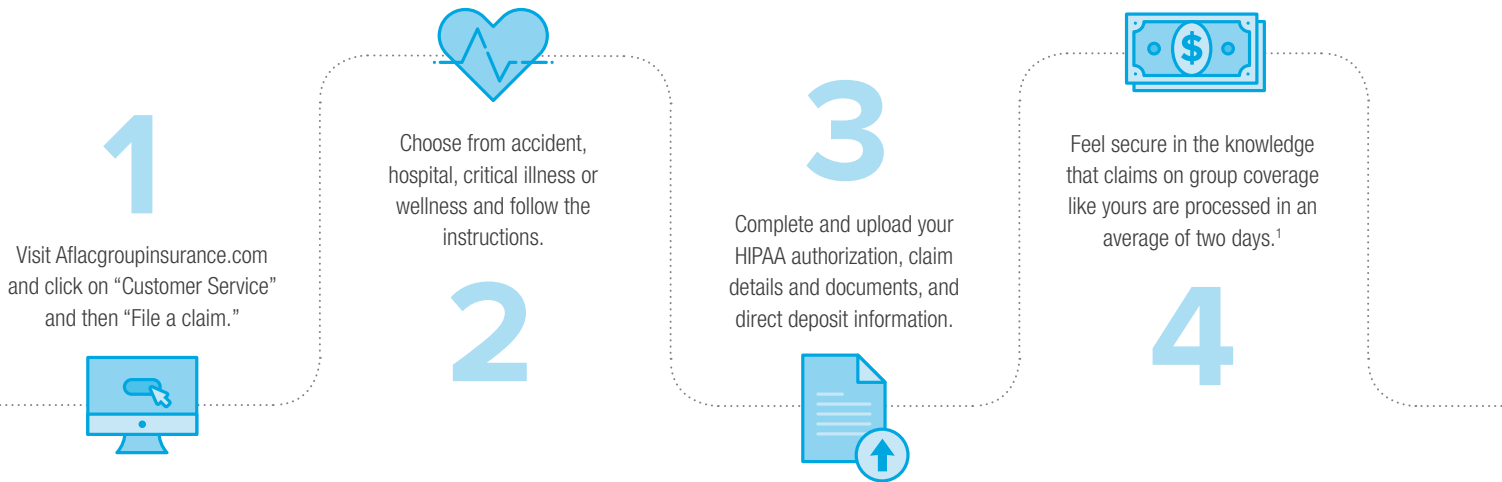 1
Visit Aflacgroupinsurance.com
and click on “Customer Service”
and then “File a claim.”
Choose from accident,
hospital, critical illness or
wellness and follow the
instructions.
2
3
Complete and upload your
HIPAA authorization, claim
details and documents, and
direct deposit information.
$
Feel secure in the knowledge
that claims on group coverage
like yours are processed in an
average of two days.1
4